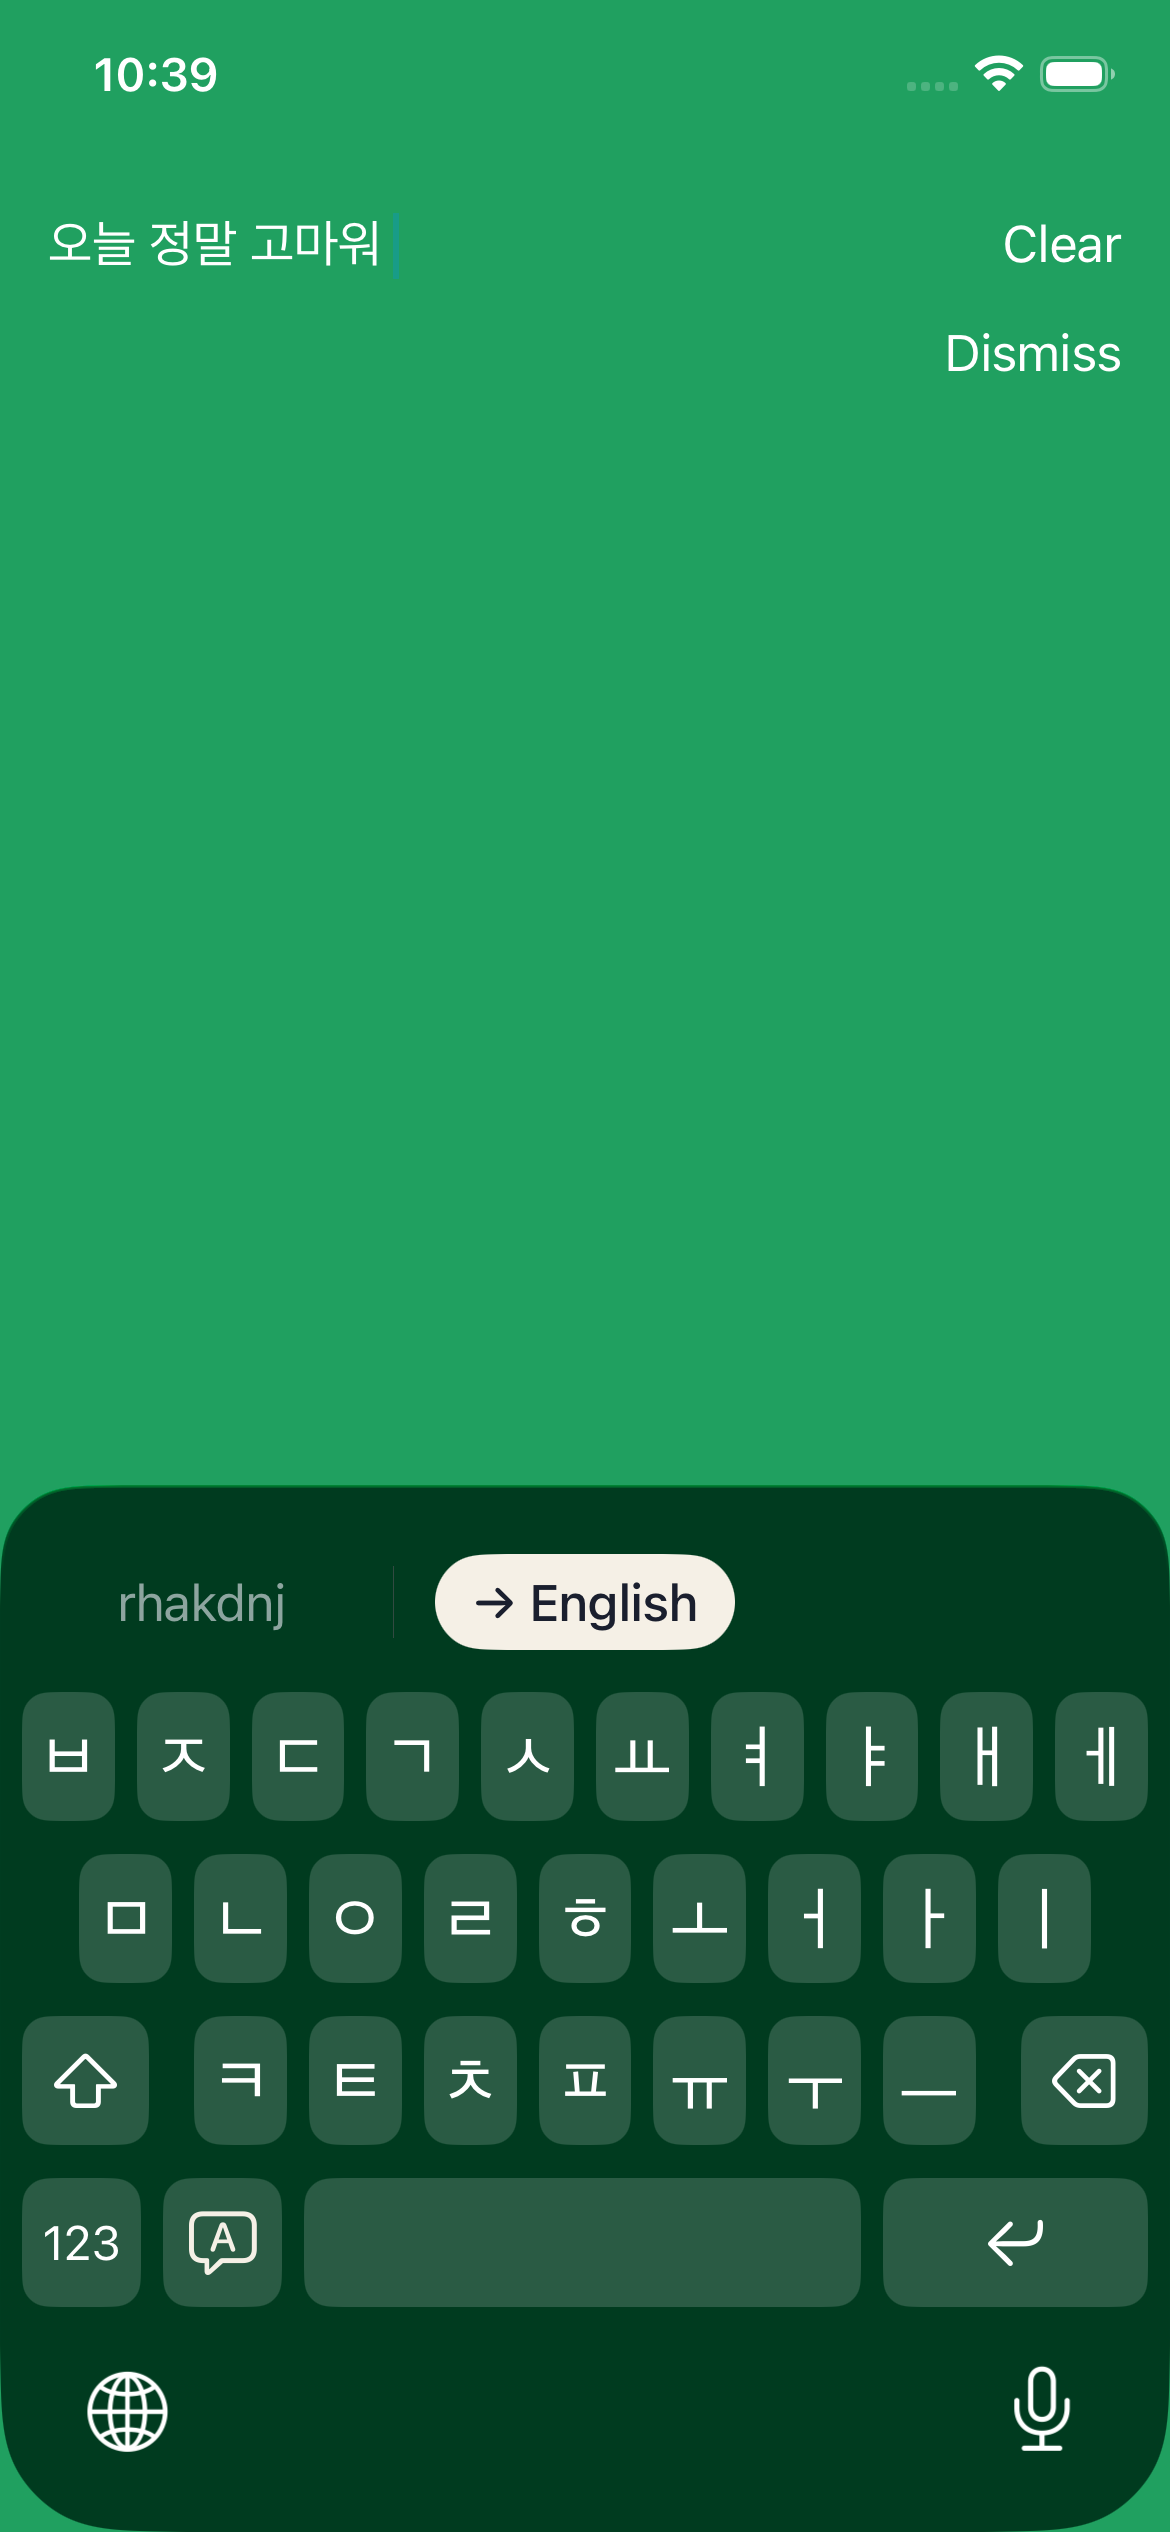 10:39
오늘 정말 고마워
Clear
Dismiss
rhakdnj
→ English
ㅂ ㅈ ㄷ ㄱ ㅅ ㅛ ㅕ ㅑ ㅐ ㅔ
ㅁ ㄴ ㅇ ㄹ ㅎ ㅗ ㅓ ㅏ ㅣ
ㅋ ㅌ ㅊ ㅍ ㅠ ㅜ ㅡ
123 A